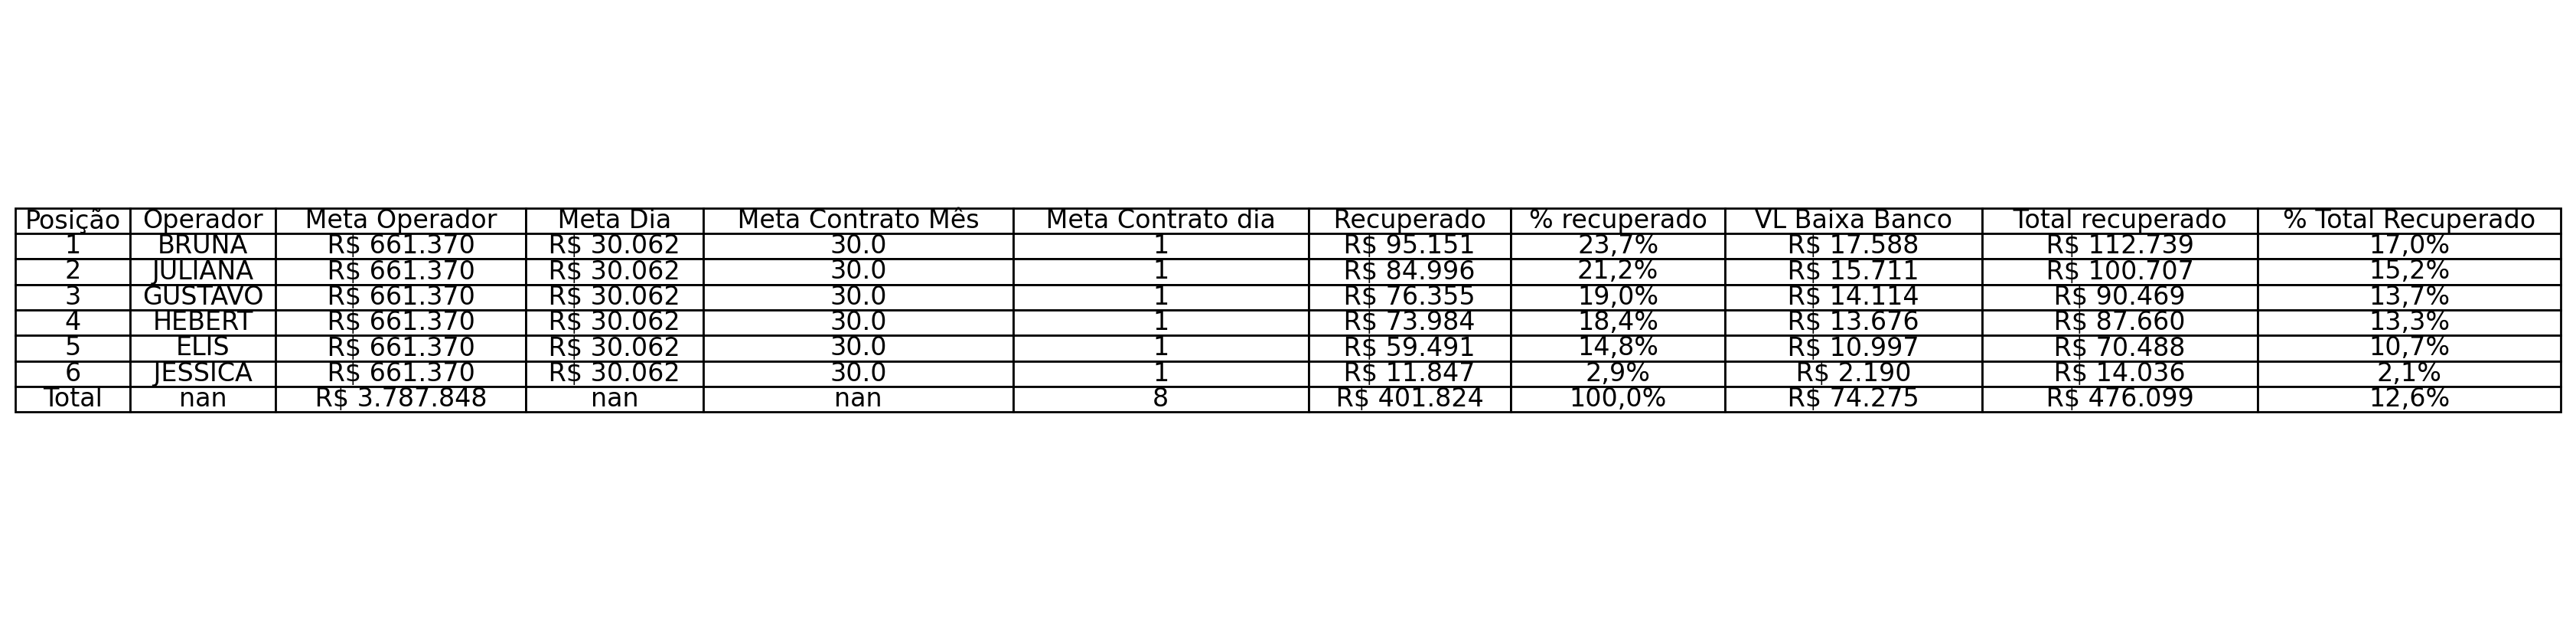 Posição Operador Meta Operador Meta Dia Meta Contrato Mês Meta Contrato dia Recuperado % recuperado VL Baixa Banco Total recuperado % Total Recuperado
1 BRUNA R$ 661.370 R$ 30.062 30.0 1 R$ 95.151 23,7% R$ 17.588 R$ 112.739 17,0%
2 JULIANA R$ 661.370 R$ 30.062 30.0 1 R$ 84.996 21,2% R$ 15.711 R$ 100.707 15,2%
3 GUSTAVO R$ 661.370 R$ 30.062 30.0 1 R$ 76.355 19,0% R$ 14.114 R$ 90.469 13,7%
4 HEBERT R$ 661.370 R$ 30.062 30.0 1 R$ 73.984 18,4% R$ 13.676 R$ 87.660 13,3%
5 ELIS R$ 661.370 R$ 30.062 30.0 1 R$ 59.491 14,8% R$ 10.997 R$ 70.488 10,7%
6 JESSICA R$ 661.370 R$ 30.062 30.0 1 R$ 11.847 2,9% R$ 2.190 R$ 14.036 2,1%
Total nan R$ 3.787.848 nan nan 8 R$ 401.824 100,0% R$ 74.275 R$ 476.099 12,6%